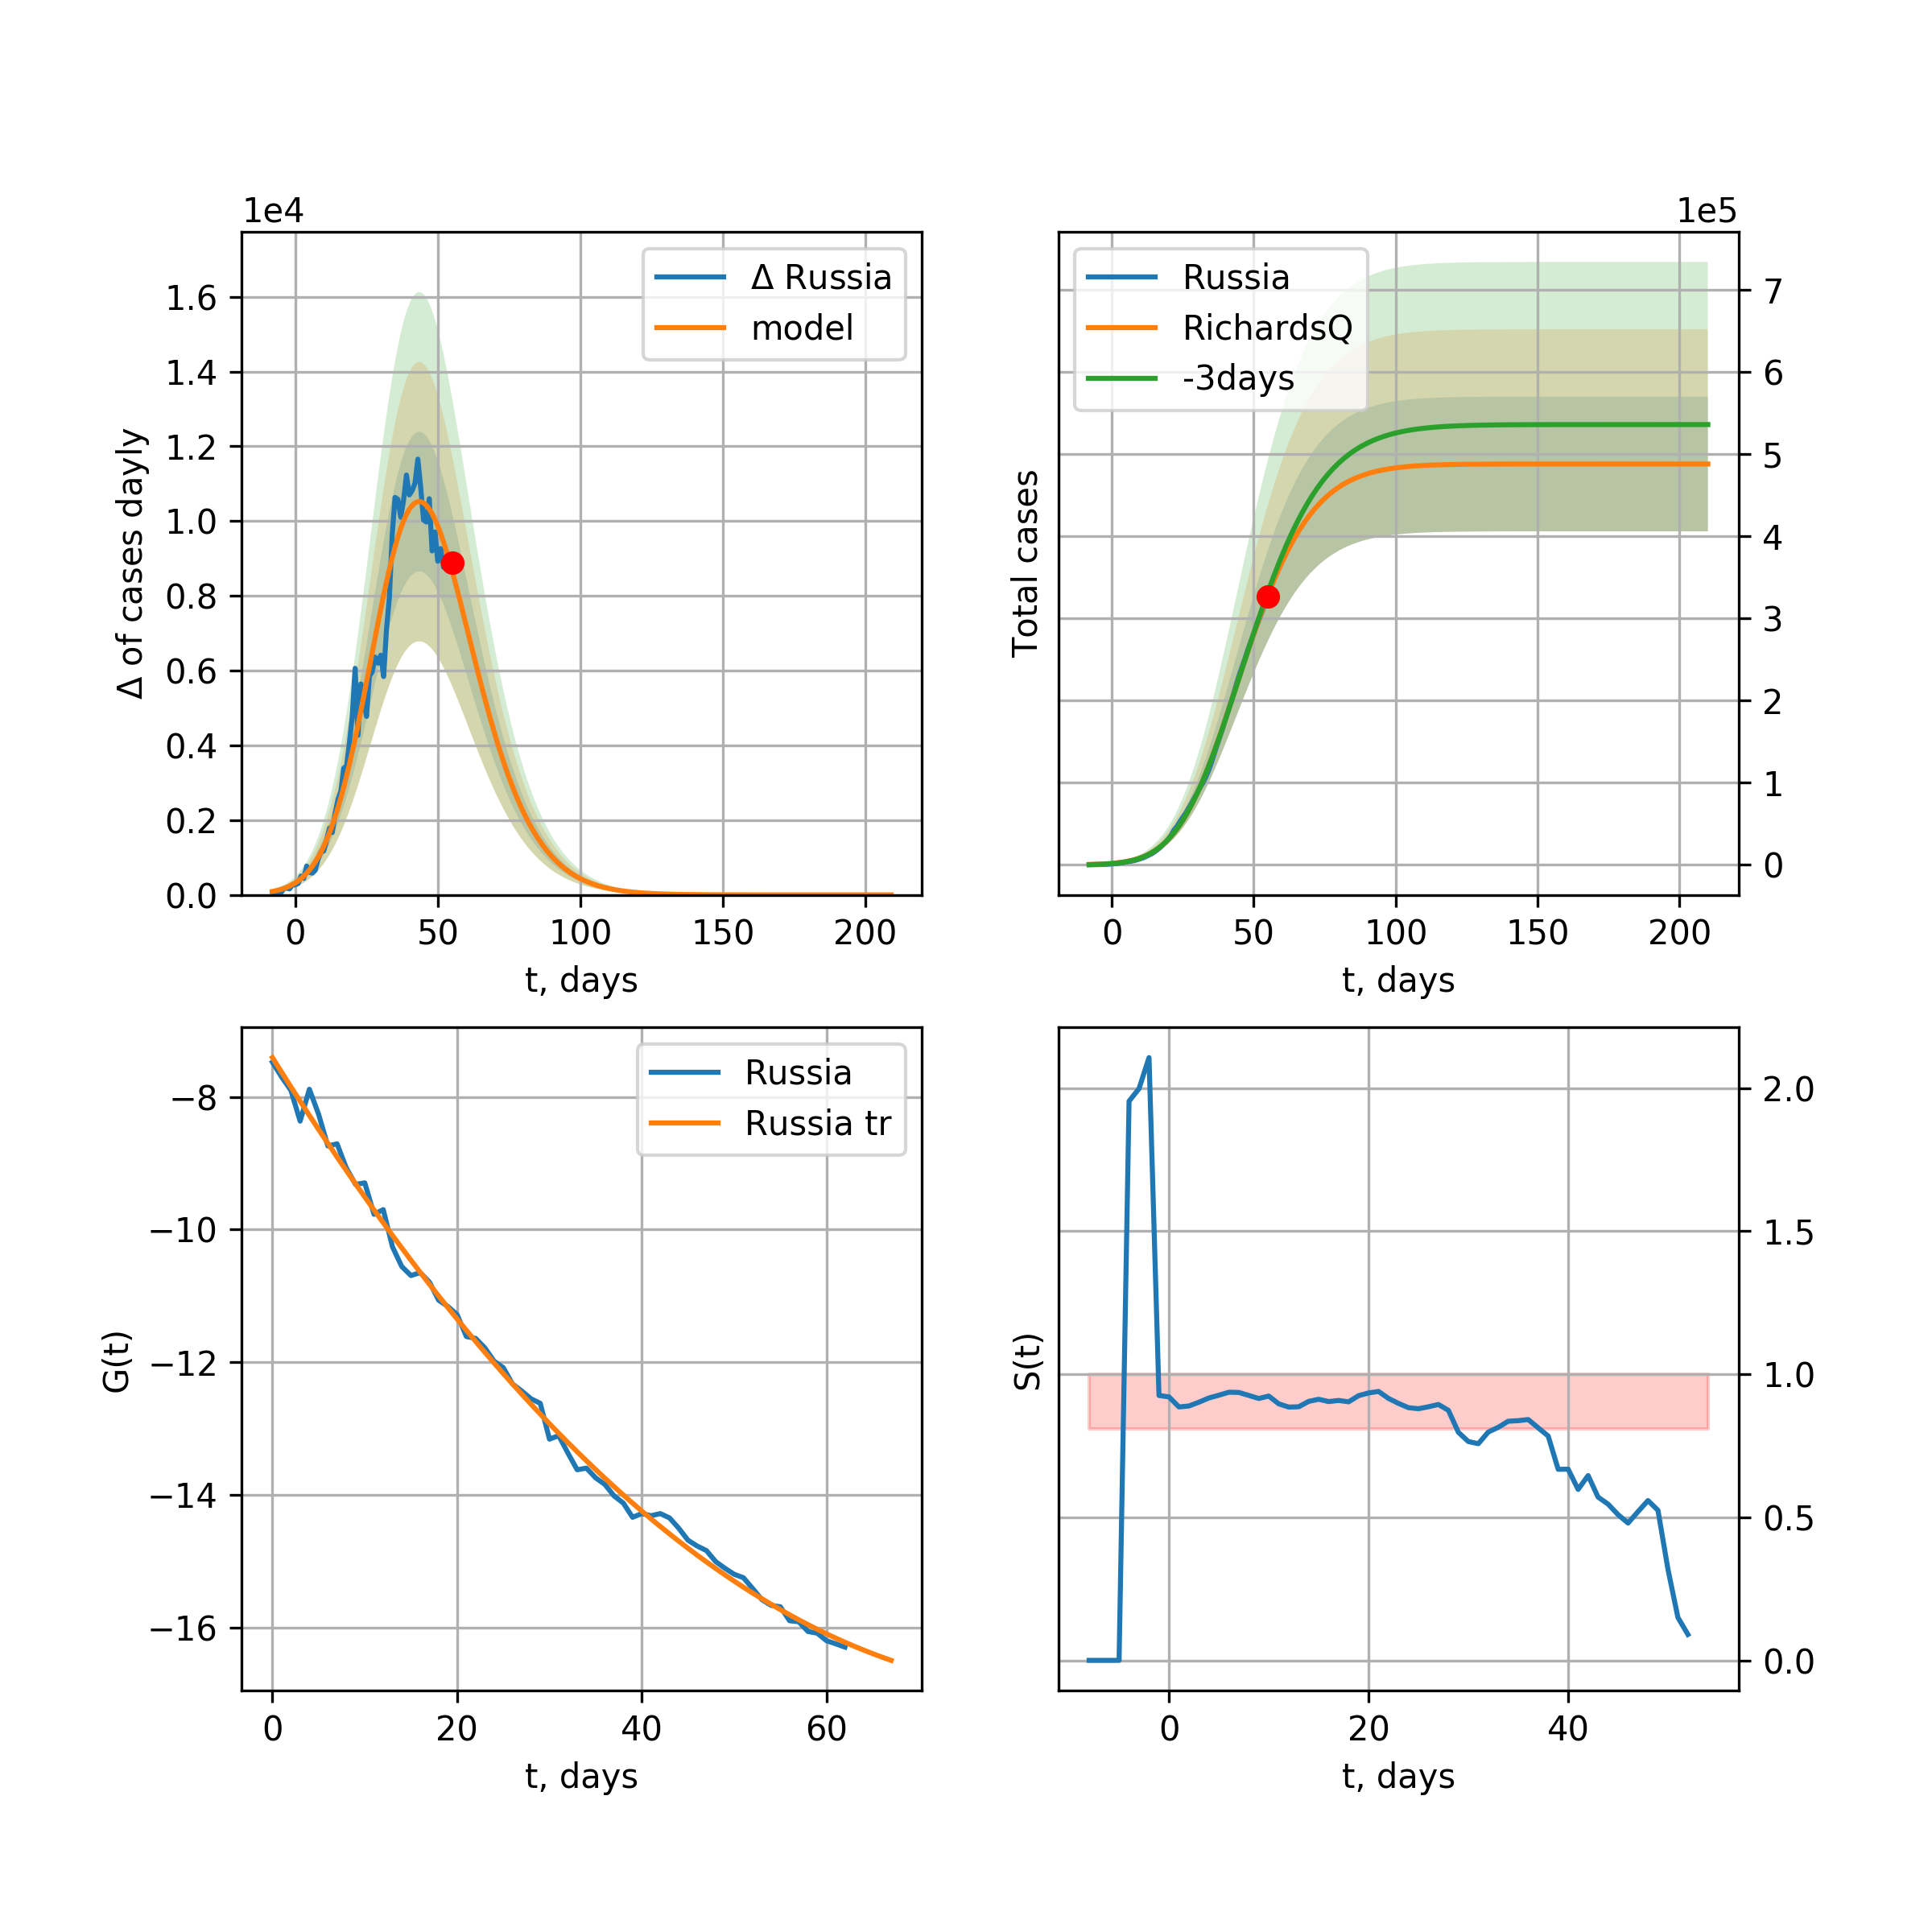 1e4
Δ of cases dayly
1.6
1.4
1.2
1.0
0.8
0.6
0.4
0.2
0.0
Δ Russia
model
0 50 100 150 200
t, days
1e5
Total cases
Russia
RichardsQ
-3days
7
6
5
4
3
2
1
0
0 50 100 150 200
t, days
G(t)
−8
−10
−12
−14
−16
Russia
Russia tr
0 20 40 60
t, days
S(t)
2.0
1.5
1.0
0.5
0.0
0 20 40
t, days